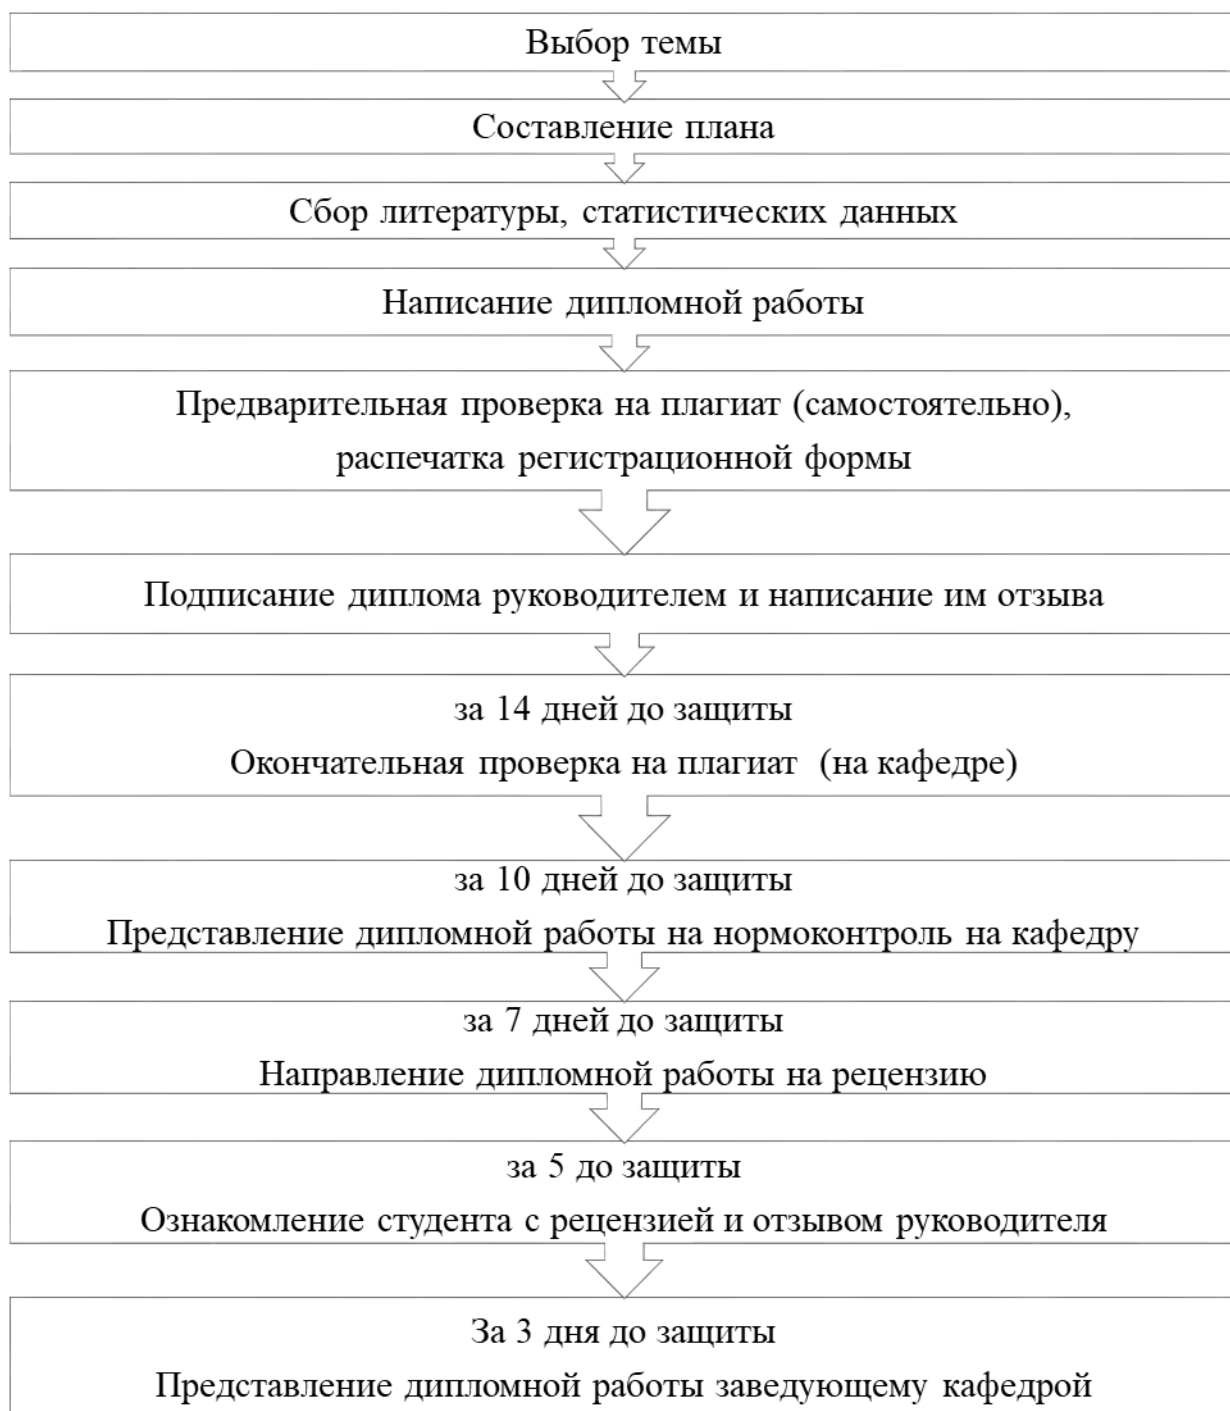 Выбор темы
Составление плана
Сбор литературы, статистических данных
Написание дипломной работы
Предварительная проверка на плагиат (самостоятельно),
распечатка регистрационной формы
Подписание диплома руководителем и написание им отзыва
за 14 дней до защиты
Окончательная проверка на плагиат (на кафедре)
за 10 дней до защиты
Представление дипломной работы на нормоконтроль на кафедру
за 7 дней до защиты
Направление дипломной работы на рецензию
за 5 до защиты
Ознакомление студента с рецензией и отзывом руководителя
За 3 дня до защиты
Представление дипломной работы заведующему кафедрой